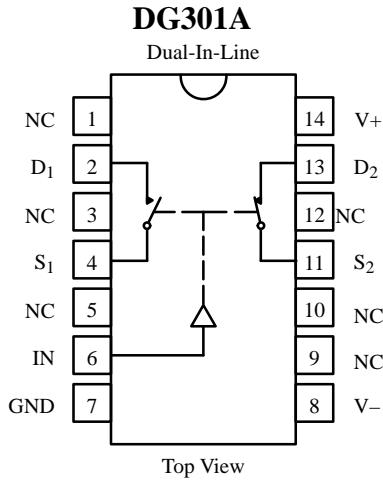 DG301A
Dual-In-Line
NC 1 14 V+
D1 2 13 D2
NC 3 12 NC
S1 4 11 S2
NC 5 10 NC
IN 6 9 NC
GND 7 8 V–
Top View